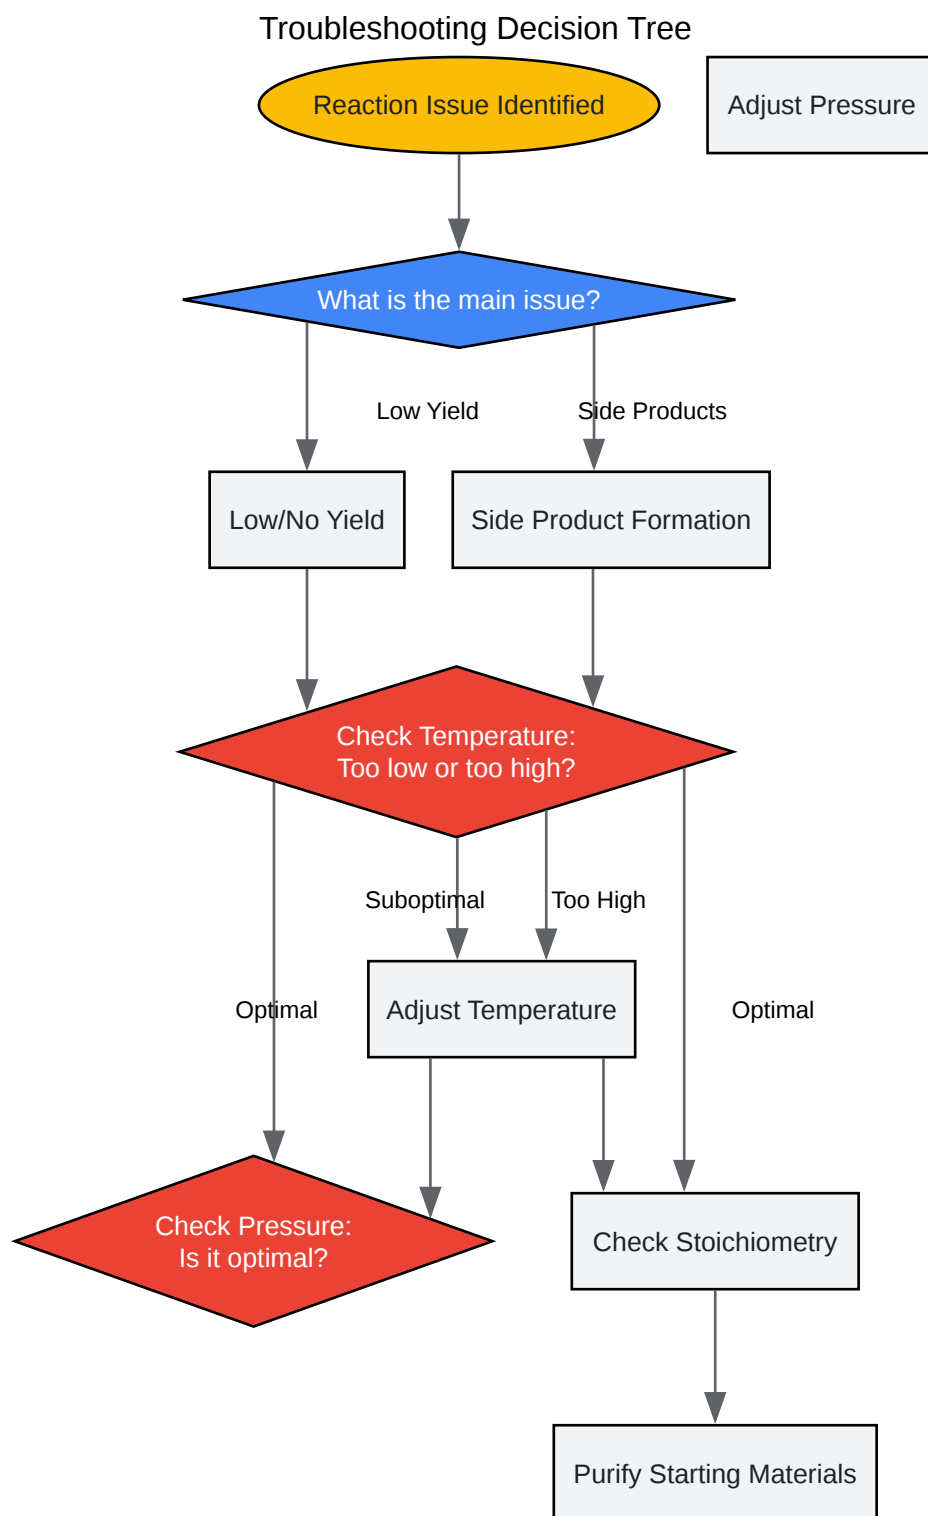 Troubleshooting Decision Tree
Reaction Issue Identified
Adjust Pressure
What is the main issue?
Low Yield
Side Products
Low/No Yield
Side Product Formation
Check Temperature:
Too low or too high?
Suboptimal
Too High
Optimal
Adjust Temperature
Optimal
Check Pressure:
Is it optimal?
Check Stoichiometry
Purify Starting Materials